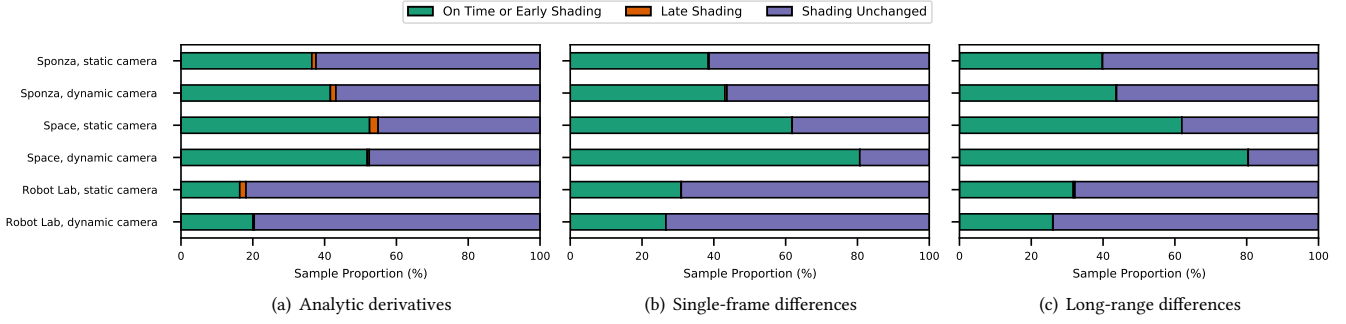 On Time or Early Shading Late Shading Shading Unchanged
Sponza, static camera
Sponza, dynamic camera
Space, static camera
Space, dynamic camera
Robot Lab, static camera
Robot Lab, dynamic camera
0 20 40 60 80 100
Sample Proportion (%)
(a) Analytic derivatives
0 20 40 60 80 100
Sample Proportion (%)
(b) Single-frame differences
0 20 40 60 80 100
Sample Proportion (%)
(c) Long-range differences